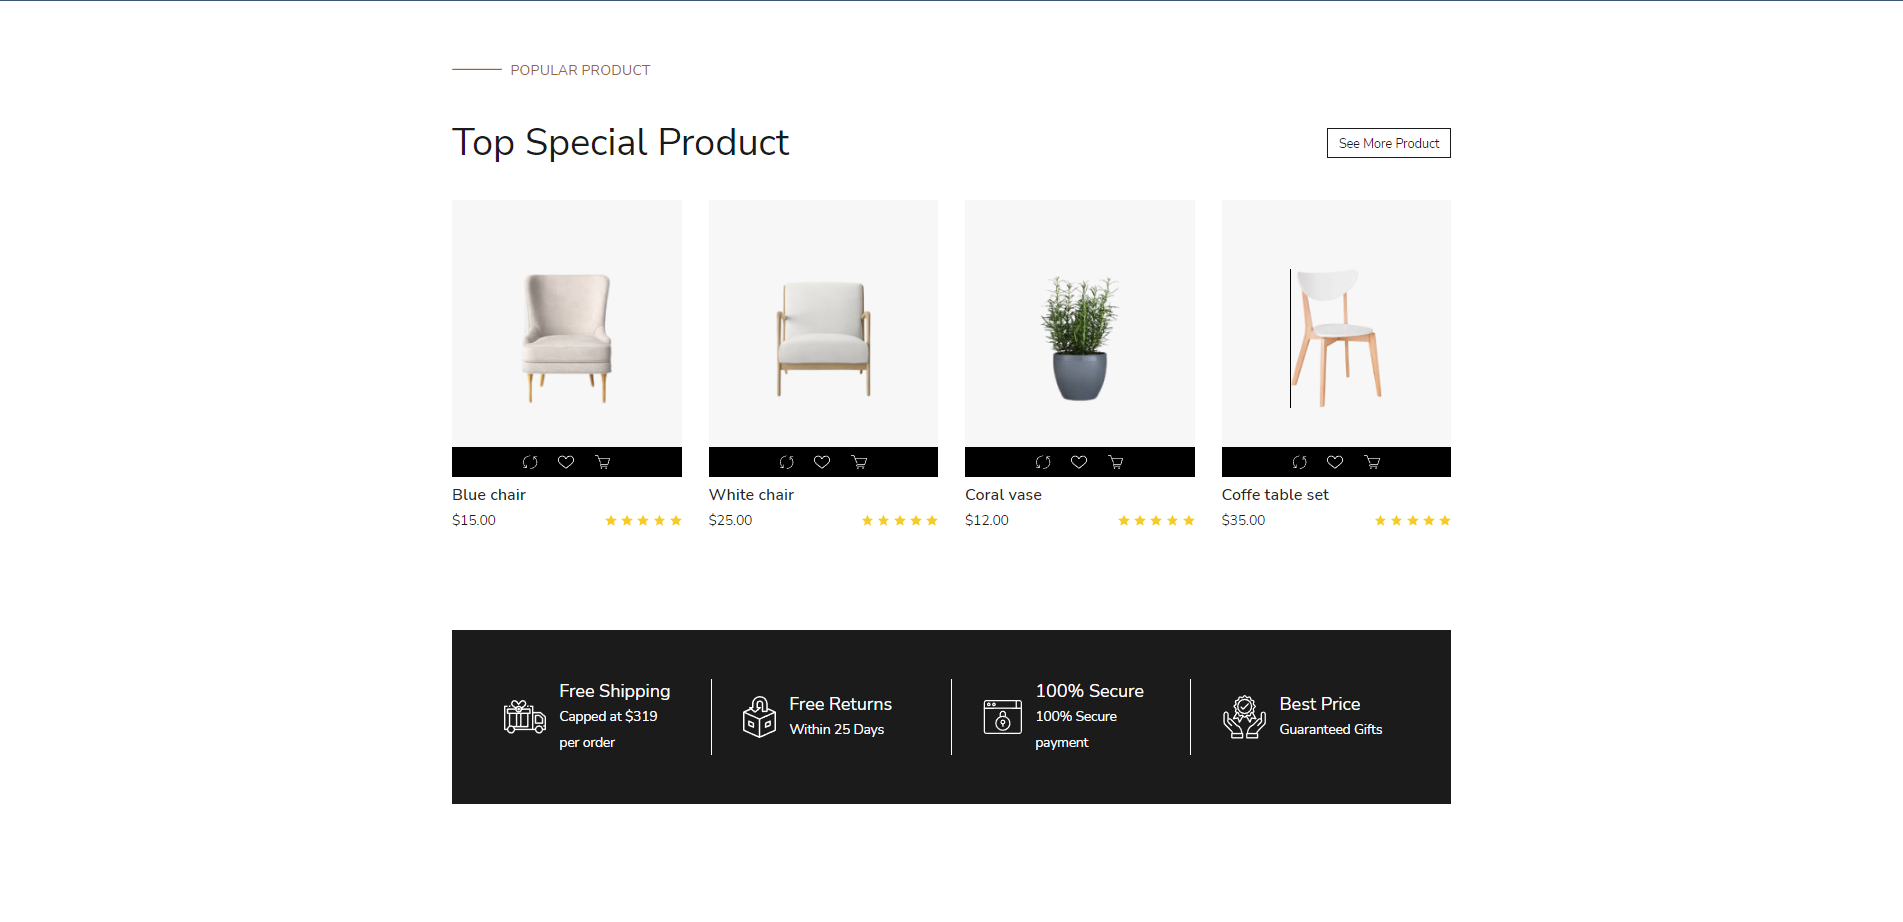 POPULAR PRODUCT
Top Special Product
See More Product
Blue chair
$15.00
White chair
$25.00
Coral vase
$12.00
Coffe table set
$35.00
Free Shipping
Capped at $319
per order
Free Returns
Within 25 Days
100% Secure
100% Secure
payment
Best Price
Guaranteed Gifts